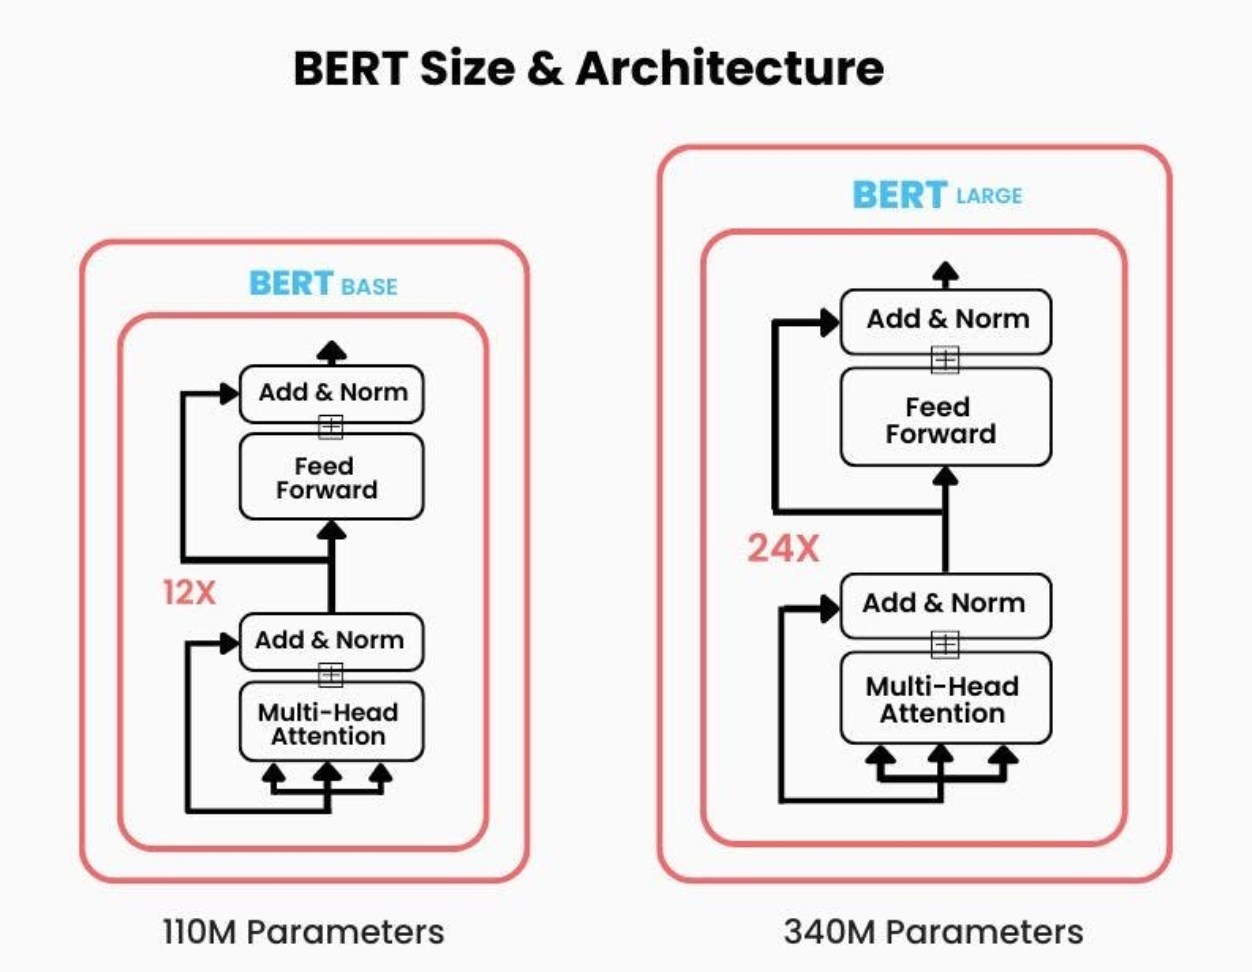 BERT Size & Architecture
BERT BASE
Add & Norm
Feed
Forward
12X
Add & Norm
Multi-Head
Attention
110M Parameters
BERT LARGE
Add & Norm
Feed
Forward
24X
Add & Norm
Multi-Head
Attention
340M Parameters